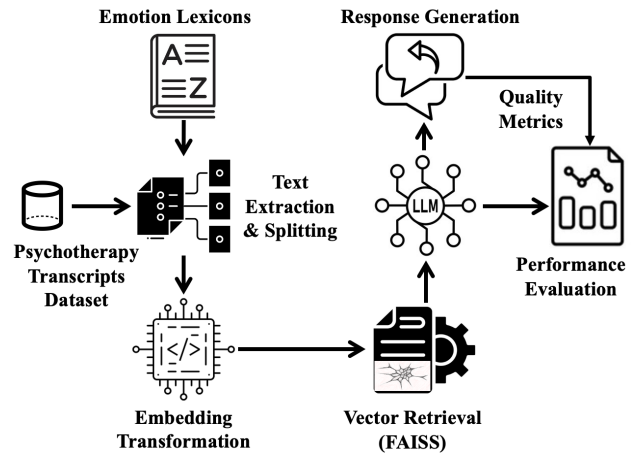 Emotion Lexicons
A
Z
Psychotherapy
Transcripts
Dataset
Text
Extraction
& Splitting
</>
Embedding
Transformation
Vector Retrieval
(FAISS)
LLM
Response Generation
Quality
Metrics
Performance
Evaluation